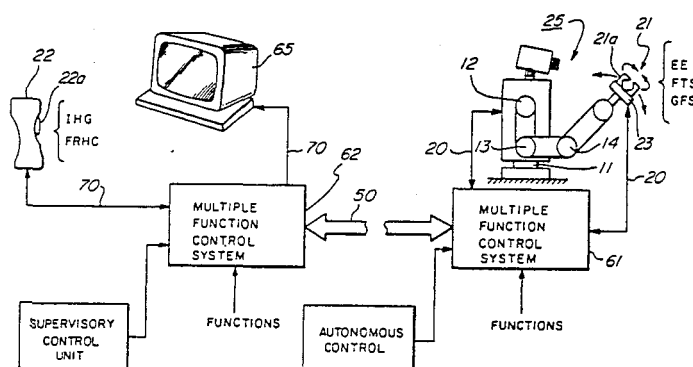 22
22a
IHG
FRHC
65
25
21a
21
EE
FTS
GFS
12
20
13
14
11
23
20
70
70
62
50
MULTIPLE
FUNCTION
CONTROL
SYSTEM
MULTIPLE
FUNCTION
CONTROL
SYSTEM
61
SUPERVISORY
CONTROL
UNIT
FUNCTIONS
AUTONOMOUS
CONTROL
FUNCTIONS